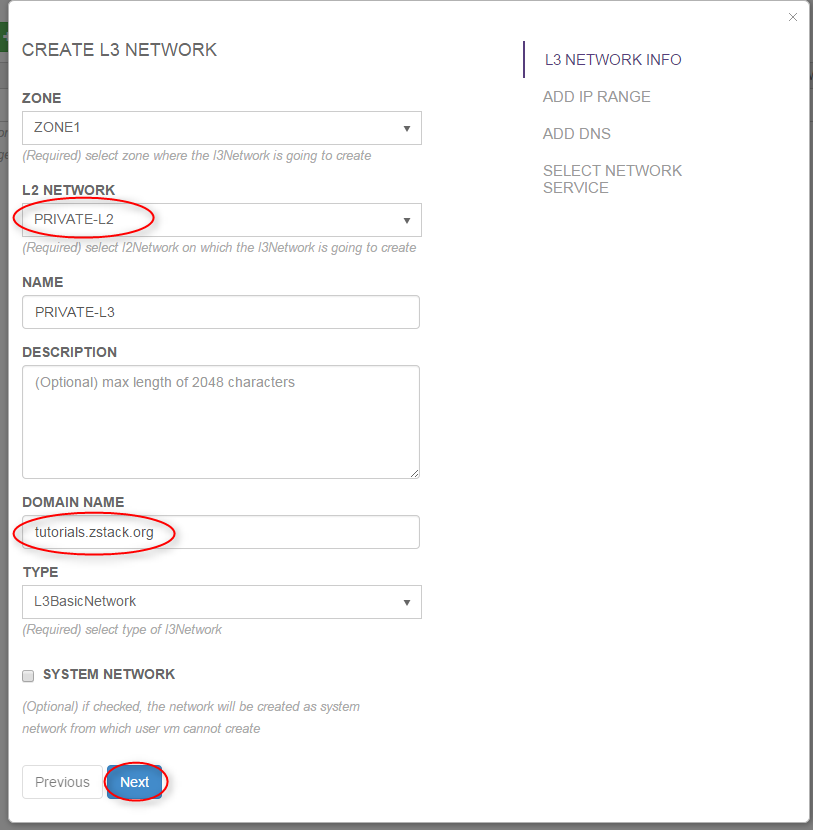 CREATE L3 NETWORK
ZONE
ZONE1
(Required) select zone where the l3Network is going to create
L2 NETWORK
PRIVATE-L2
(Required) select l2Network on which the l3Network is going to create
NAME
PRIVATE-L3
DESCRIPTION
(Optional) max length of 2048 characters
DOMAIN NAME
tutorials.zstack.org
TYPE
L3BasicNetwork
(Required) select type of l3Network
SYSTEM NETWORK
(Optional) if checked, the network will be created as system
network from which user vm cannot create
Previous
Next
L3 NETWORK INFO
ADD IP RANGE
ADD DNS
SELECT NETWORK
SERVICE